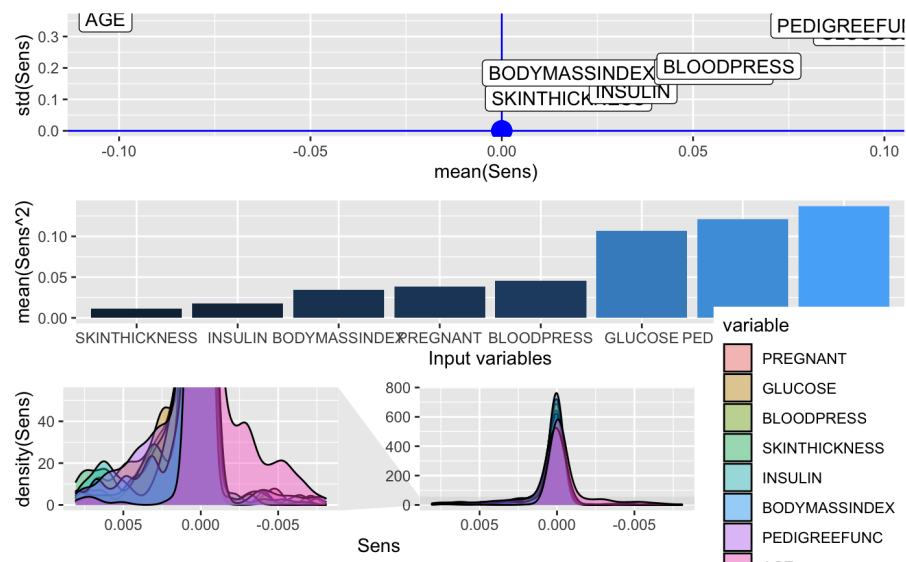 AGE
PEDIGREEFUN
BODYMASSINDEX
BLOODPRESS
INSULIN
SKINTHICKNESS
std(Sens)
0.3
0.2
0.1
0.0
-0.10
-0.05
0.00
0.05
0.10
mean(Sens)
mean(Sens^2)
0.10
0.05
0.00
SKINTHICKNESS
INSULIN
BODYMASSINDEX
PREGNANT
BLOODPRESS
GLUCOSE
PED
Input variables
variable
PREGNANT
GLUCOSE
BLOODPRESS
SKINTHICKNESS
INSULIN
BODYMASSINDEX
PEDIGREEFUNC
density(Sens)
40
20
0
0.005
0.000
-0.005
800
600
400
200
0
0.005
0.000
-0.005
Sens